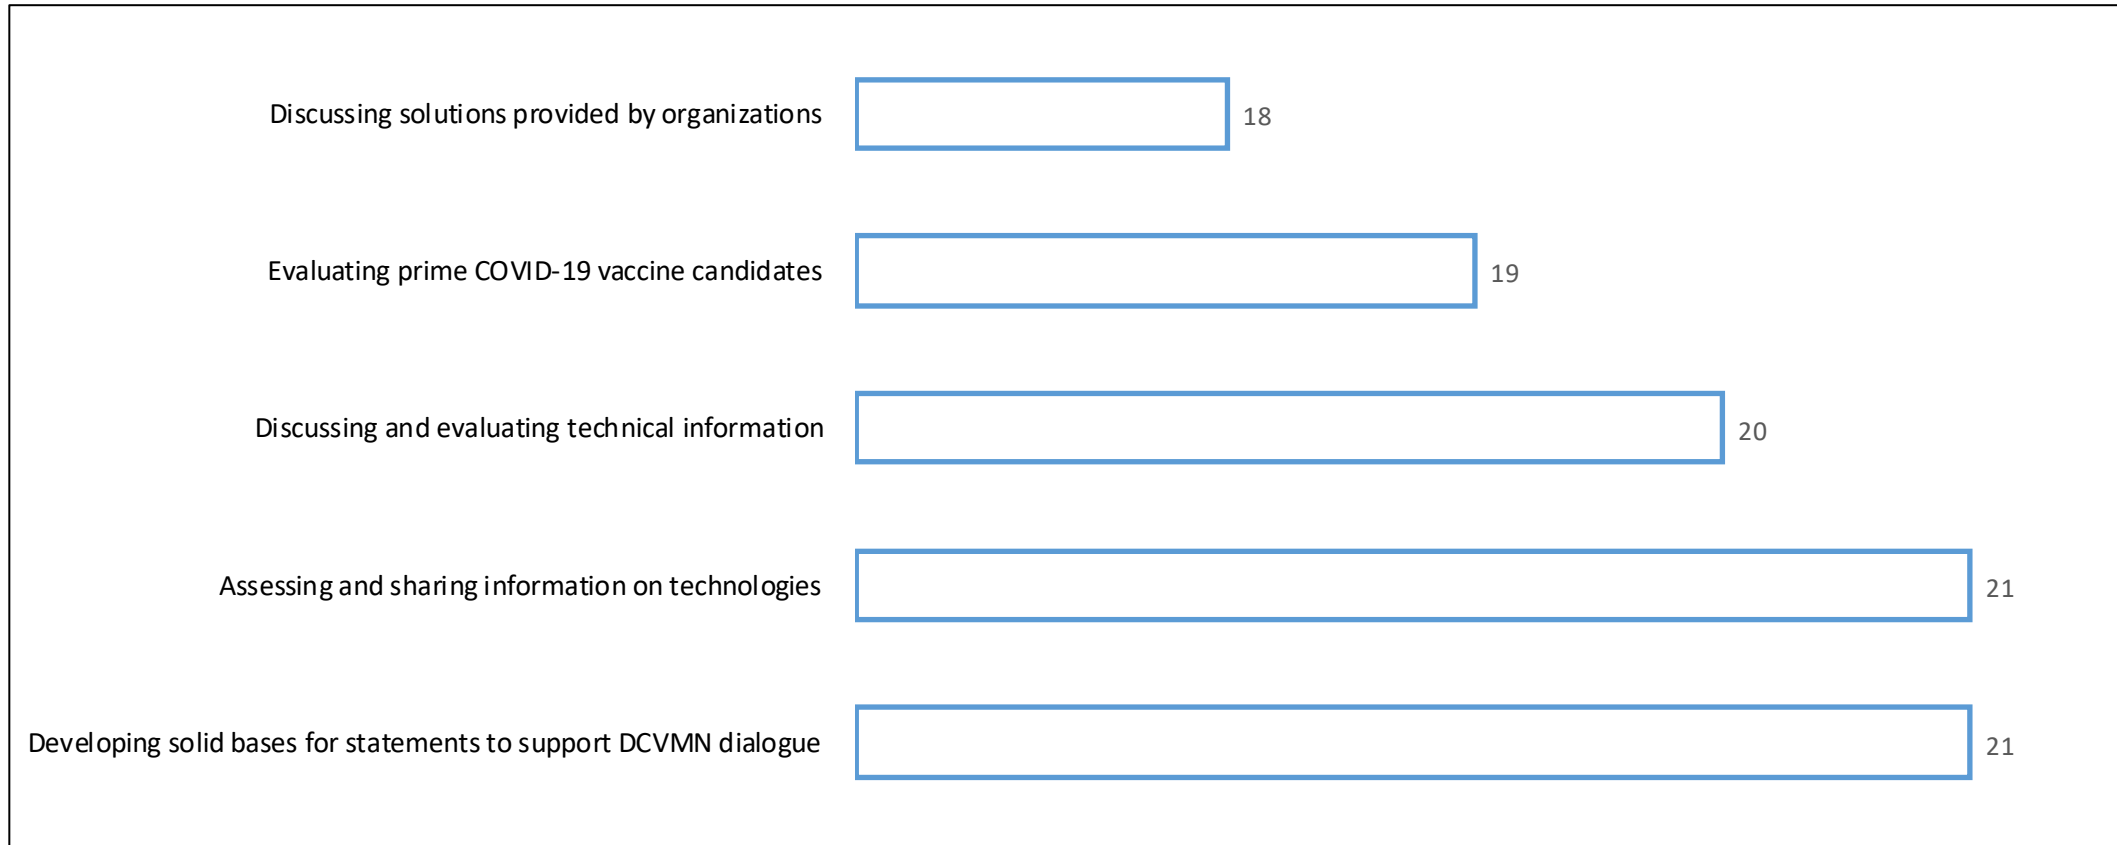 Discussing solutions provided by organizations 18
Evaluating prime COVID-19 vaccine candidates 19
Discussing and evaluating technical information 20
Assessing and sharing information on technologies 21
Developing solid bases for statements to support DCVMN dialogue 21